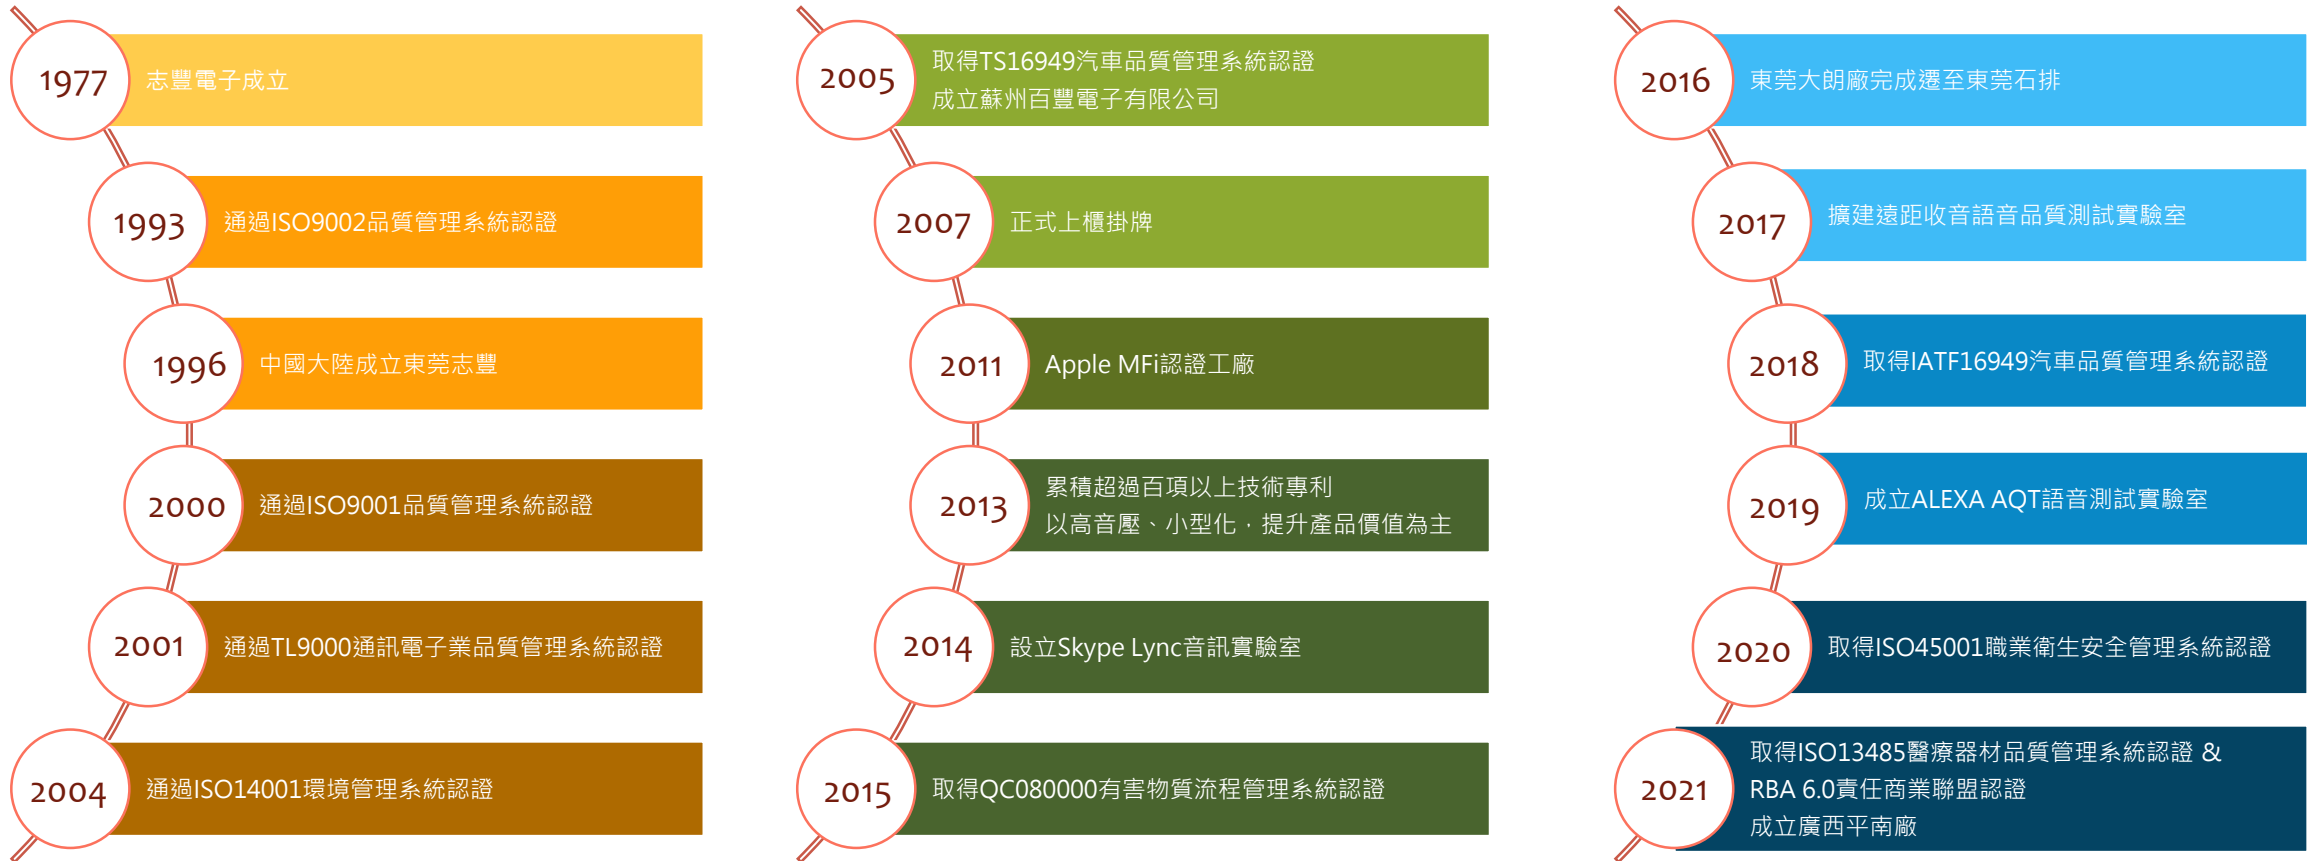 1977
志豐電子成立
1993
通過ISO9002品質管理系統認證
1996
中國大陸成立東莞志豐
2000
通過ISO9001品質管理系統認證
2001
通過TL9000通訊電子業品質管理系統認證
2004
通過ISO14001環境管理系統認證
2005
取得TS16949汽車品質管理系統認證
成立蘇州百豐電子有限公司
2007
正式上櫃掛牌
2011
Apple MFi認證工廠
2013
累積超過百項以上技術專利
以高音壓、小型化，提升產品價值為主
2014
設立Skype Lync音訊實驗室
2015
取得QC080000有害物質流程管理系統認證
2016
東莞大朗廠完成遷至東莞石排
2017
擴建遠距收音語音品質測試實驗室
2018
取得IATF16949汽車品質管理系統認證
2019
成立ALEXA AQT語音測試實驗室
2020
取得ISO45001職業衛生安全管理系統認證
2021
取得ISO13485醫療器材品質管理系統認證 &
RBA 6.0責任商業聯盟認證
成立廣西平南廠